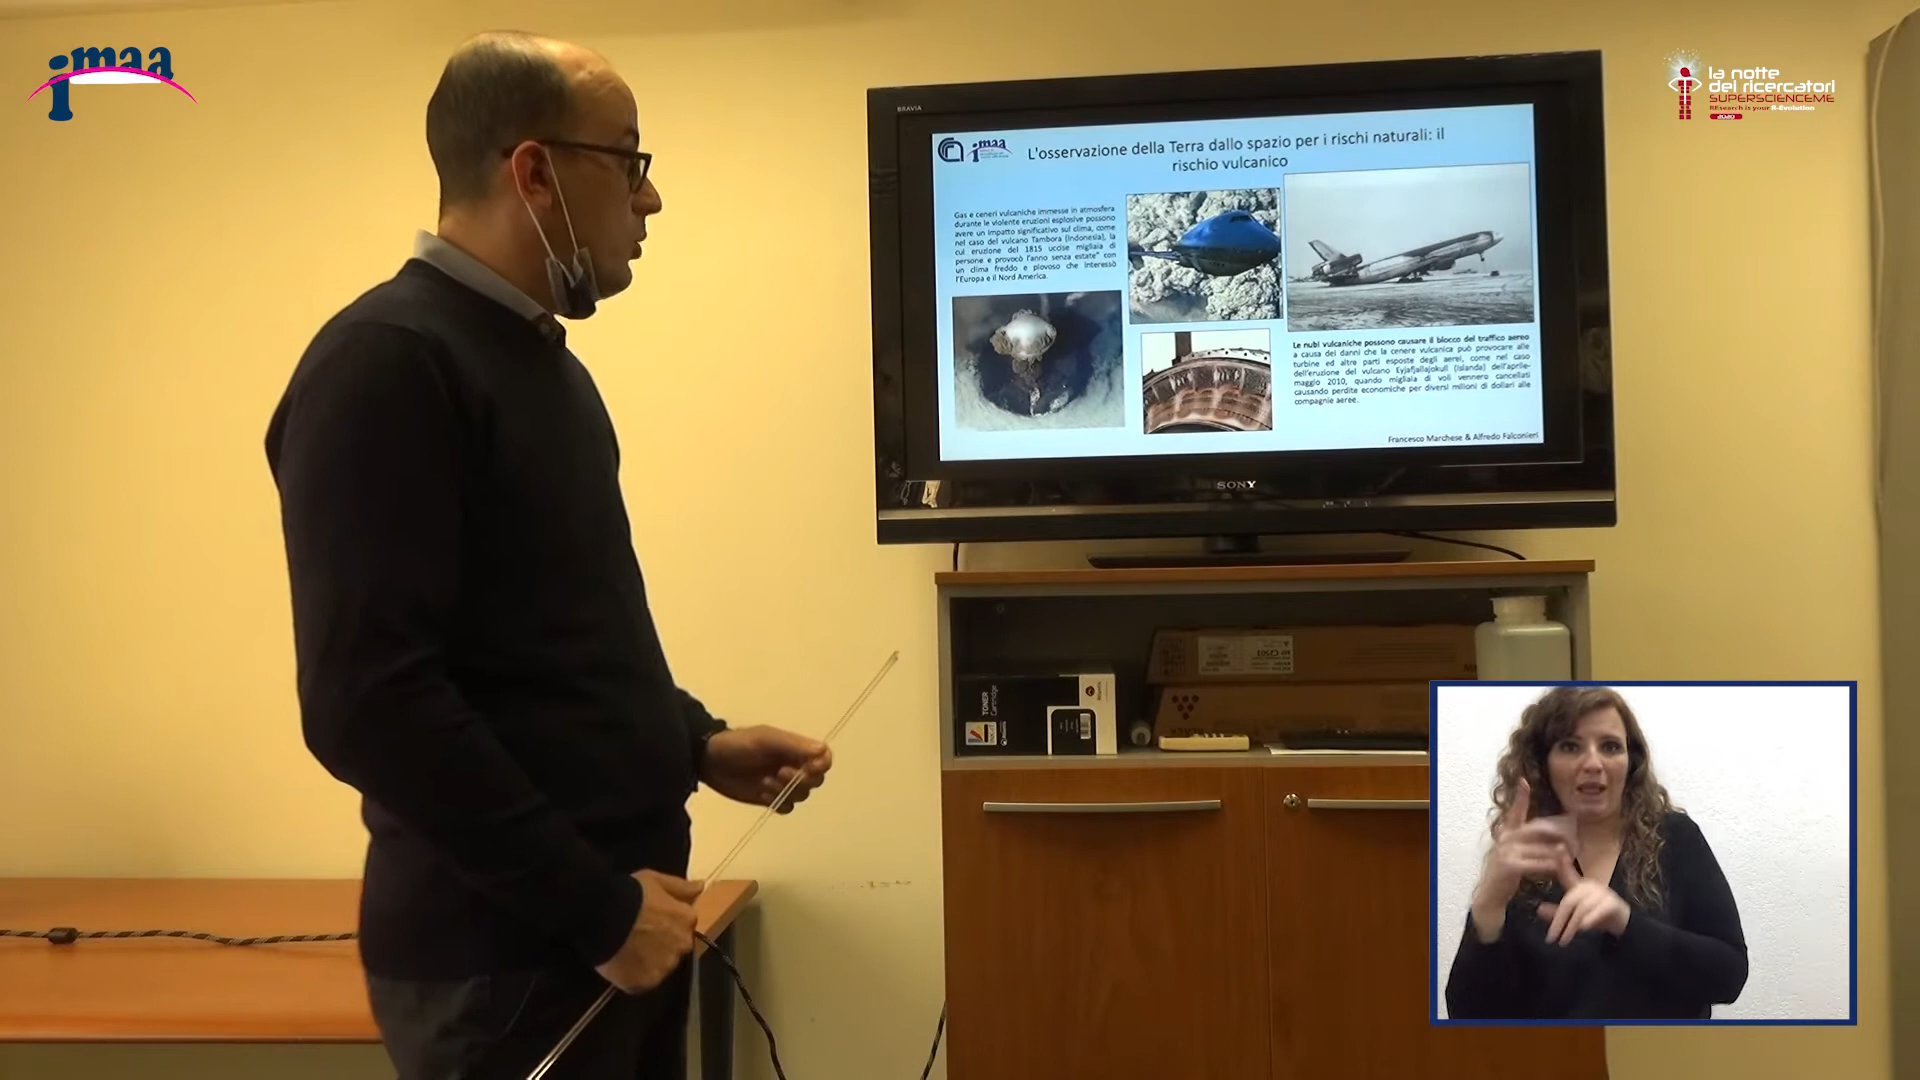 imaa
la notte
dei ricercatori
SUPERSCIENCEME
REsearch is your R-Evolution
2020
BRAVIA
imaa
L'osservazione della Terra dallo spazio per i rischi naturali: il
rischio vulcanico
Gas e ceneri vulcaniche immesse in atmosfera
durante le violente eruzioni esplosive possono
avere un impatto significativo sul clima, come
nel caso del vulcano Tambora (Indonesia), la
cui eruzione del 1815 uccise migliaia di
persone e provocò l'anno senza estate" con
un clima freddo e piovoso che interessò
l'Europa e il Nord America.
Le nubi vulcaniche possono causare il blocco del traffico aereo
a causa dei danni che la cenere vulcanica può provocare alle
turbine ed altre parti esposte degli aerei, come nel caso
dell'eruzione del vulcano Eyjafjallajokull (Islanda) dell'aprile-
maggio 2010, quando migliaia di voli vennero cancellati
causando perdite economiche per diversi milioni di dollari alle
compagnie aeree.
Francesco Marchese & Alfredo Falconieri
SONY
TONER
Cartridge